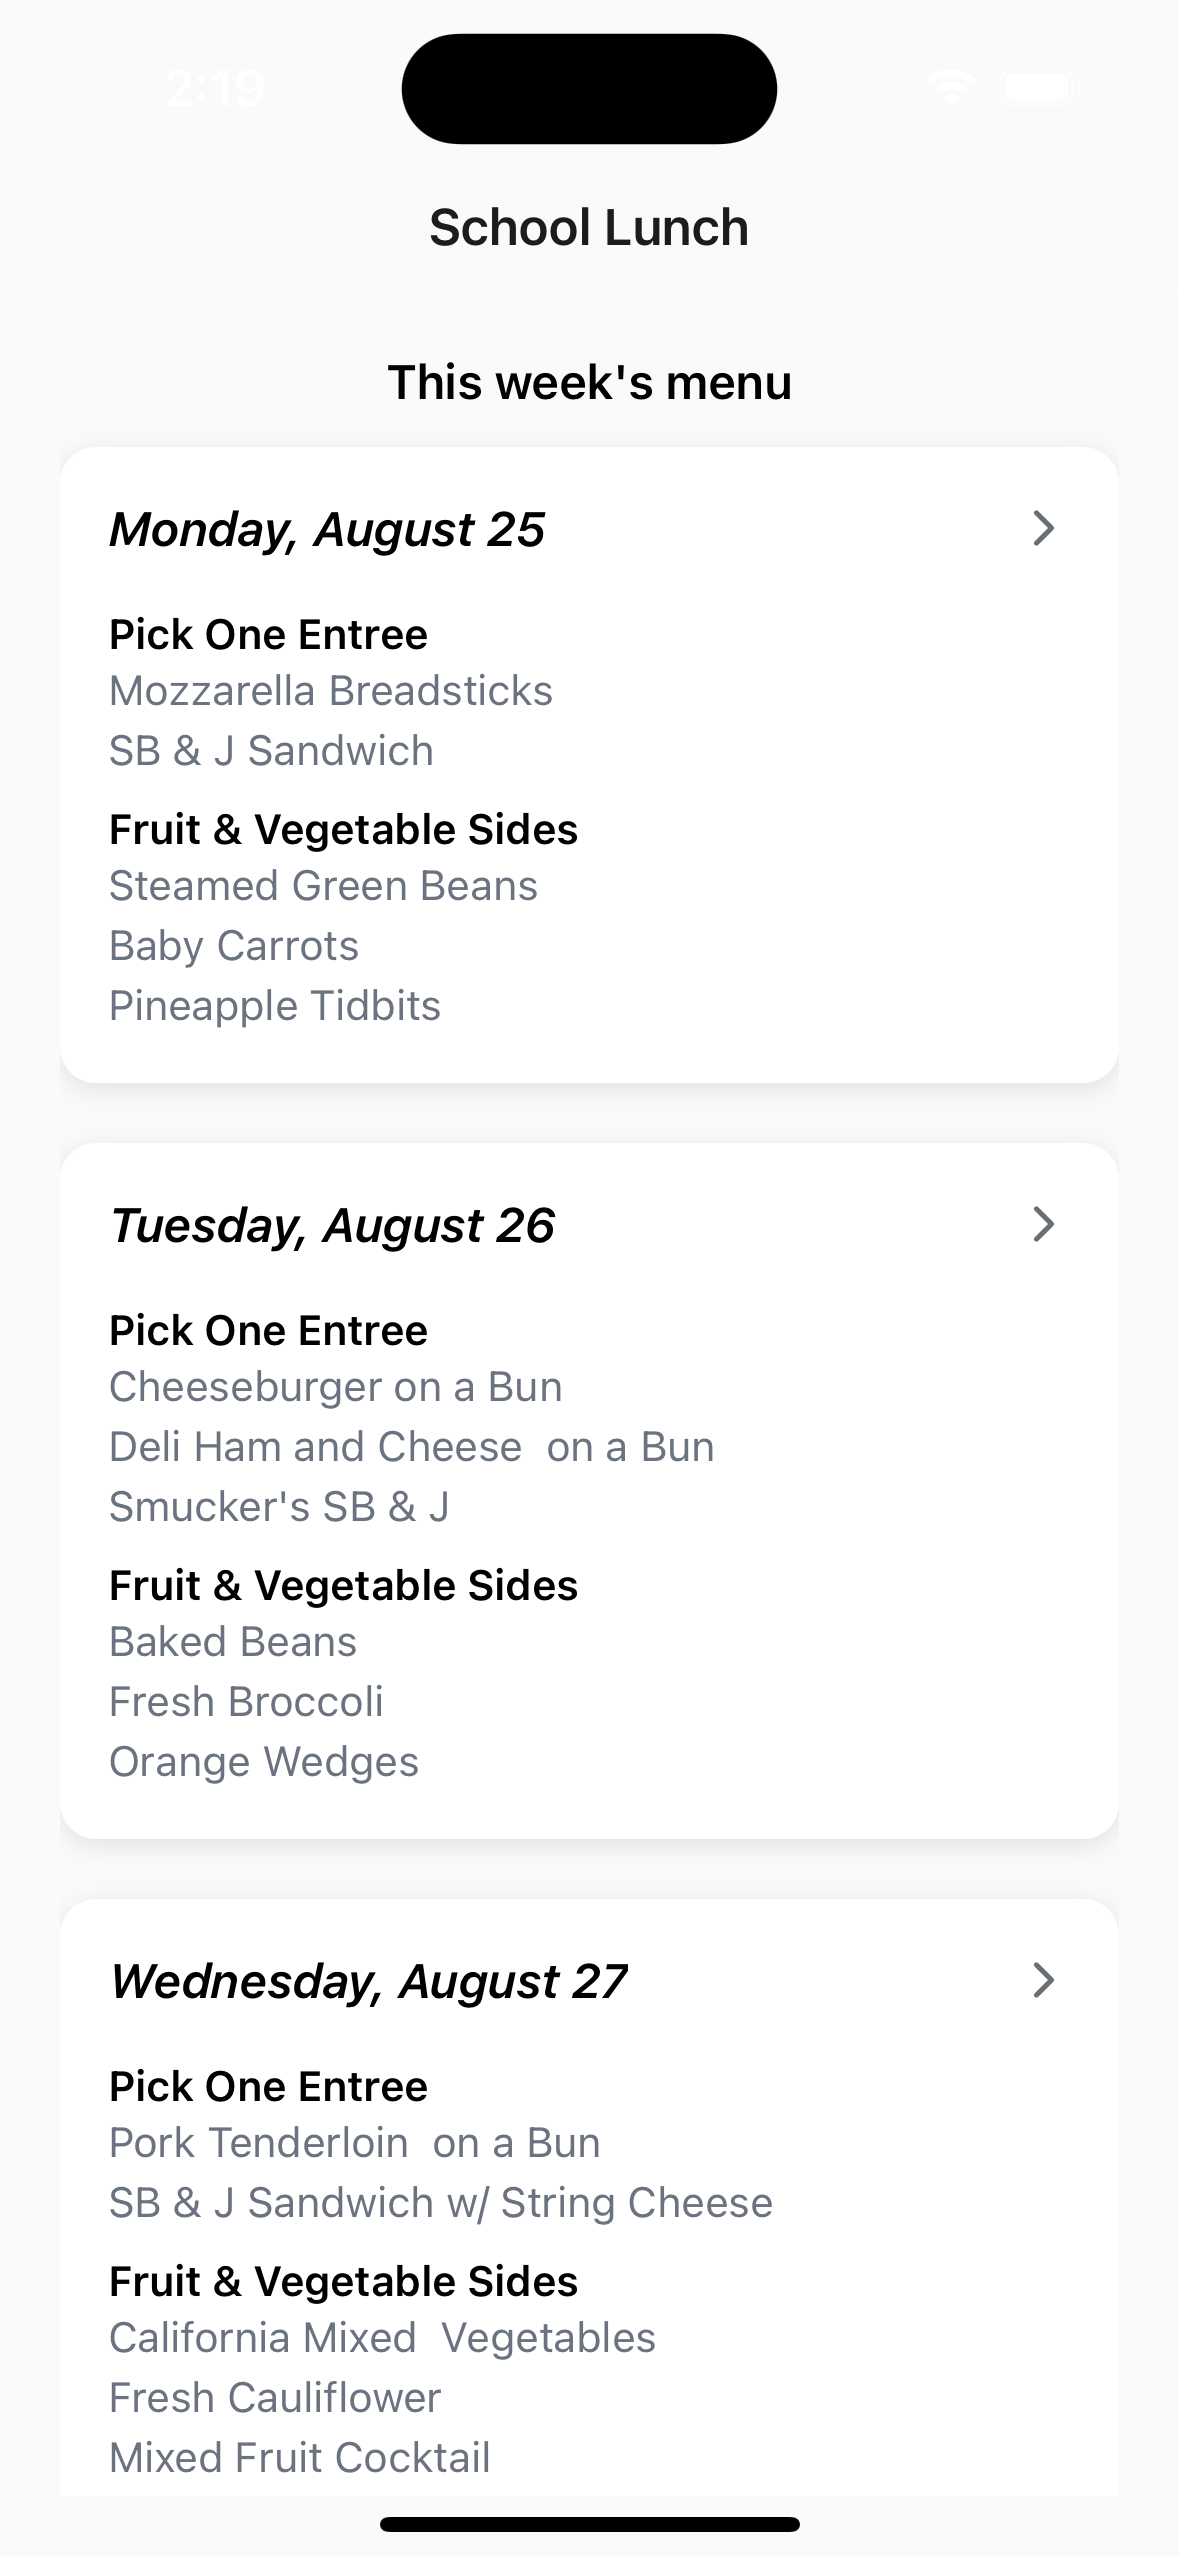 2:19
School Lunch
This week's menu
Monday, August 25
Pick One Entree
Mozzarella Breadsticks
SB & J Sandwich
Fruit & Vegetable Sides
Steamed Green Beans
Baby Carrots
Pineapple Tidbits
Tuesday, August 26
Pick One Entree
Cheeseburger on a Bun
Deli Ham and Cheese  on a Bun
Smucker's SB & J
Fruit & Vegetable Sides
Baked Beans
Fresh Broccoli
Orange Wedges
Wednesday, August 27
Pick One Entree
Pork Tenderloin  on a Bun
SB & J Sandwich w/ String Cheese
Fruit & Vegetable Sides
California Mixed  Vegetables
Fresh Cauliflower
Mixed Fruit Cocktail